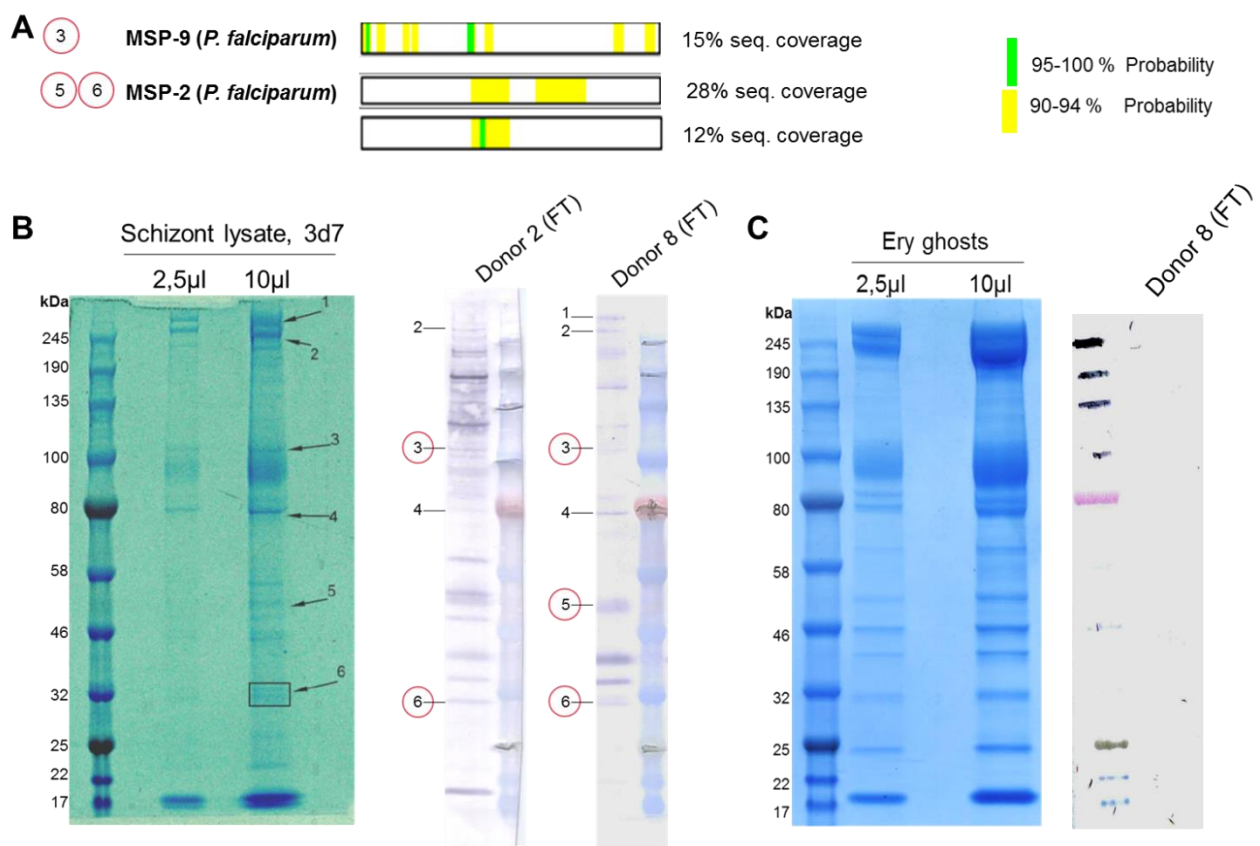 A
3 MSP-9 (P. falciparum) 15% seq. coverage
5 6 MSP-2 (P. falciparum) 28% seq. coverage
12% seq. coverage
95-100 % Probability
90-94 % Probability
B
Schizont lysate, 3d7
2,5µl 10µl
kDa
245
190
135
100
80
58
46
32
25
22
17
1
2
3
4
5
6
Donor 2 (FT)
2
3
4
6
Donor 8 (FT)
1
2
3
4
5
6
C
Ery ghosts
2,5µl 10µl
kDa
245
190
135
100
80
58
46
32
25
22
17
Donor 8 (FT)